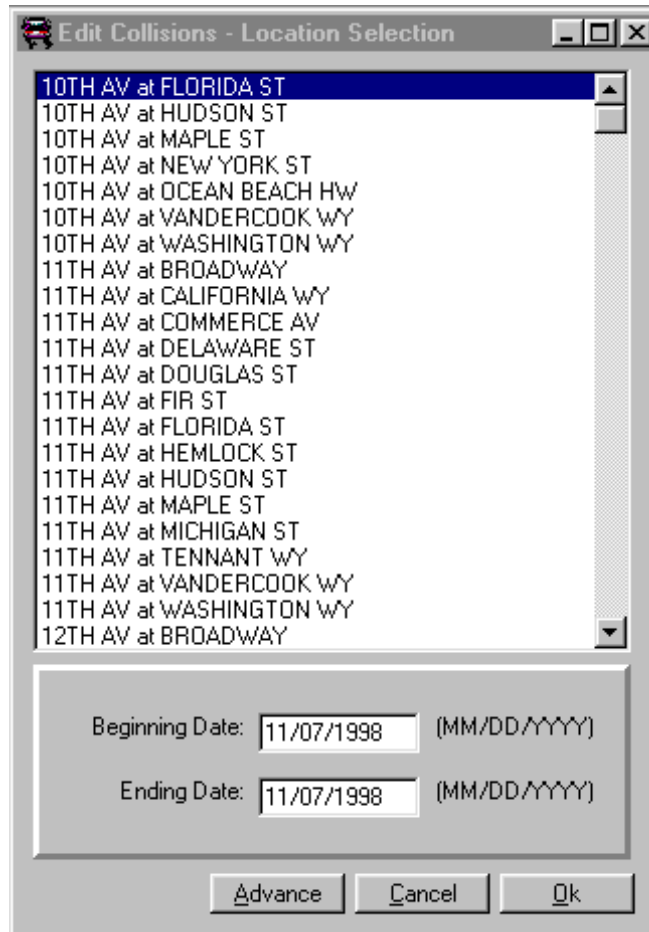 Edit Collisions - Location Selection
10TH AV at FLORIDA ST
10TH AV at HUDSON ST
10TH AV at MAPLE ST
10TH AV at NEW YORK ST
10TH AV at OCEAN BEACH HW
10TH AV at VANDERCOOK WY
10TH AV at WASHINGTON WY
11TH AV at BROADWAY
11TH AV at CALIFORNIA WY
11TH AV at COMMERCE AV
11TH AV at DELAWARE ST
11TH AV at DOUGLAS ST
11TH AV at FIR ST
11TH AV at FLORIDA ST
11TH AV at HEMLOCK ST
11TH AV at HUDSON ST
11TH AV at MAPLE ST
11TH AV at MICHIGAN ST
11TH AV at TENNANT WY
11TH AV at VANDERCOOK WY
11TH AV at WASHINGTON WY
12TH AV at BROADWAY
Beginning Date: 11/07/1998 (MM/DD/YYYY)
Ending Date: 11/07/1998 (MM/DD/YYYY)
Advance Cancel Ok